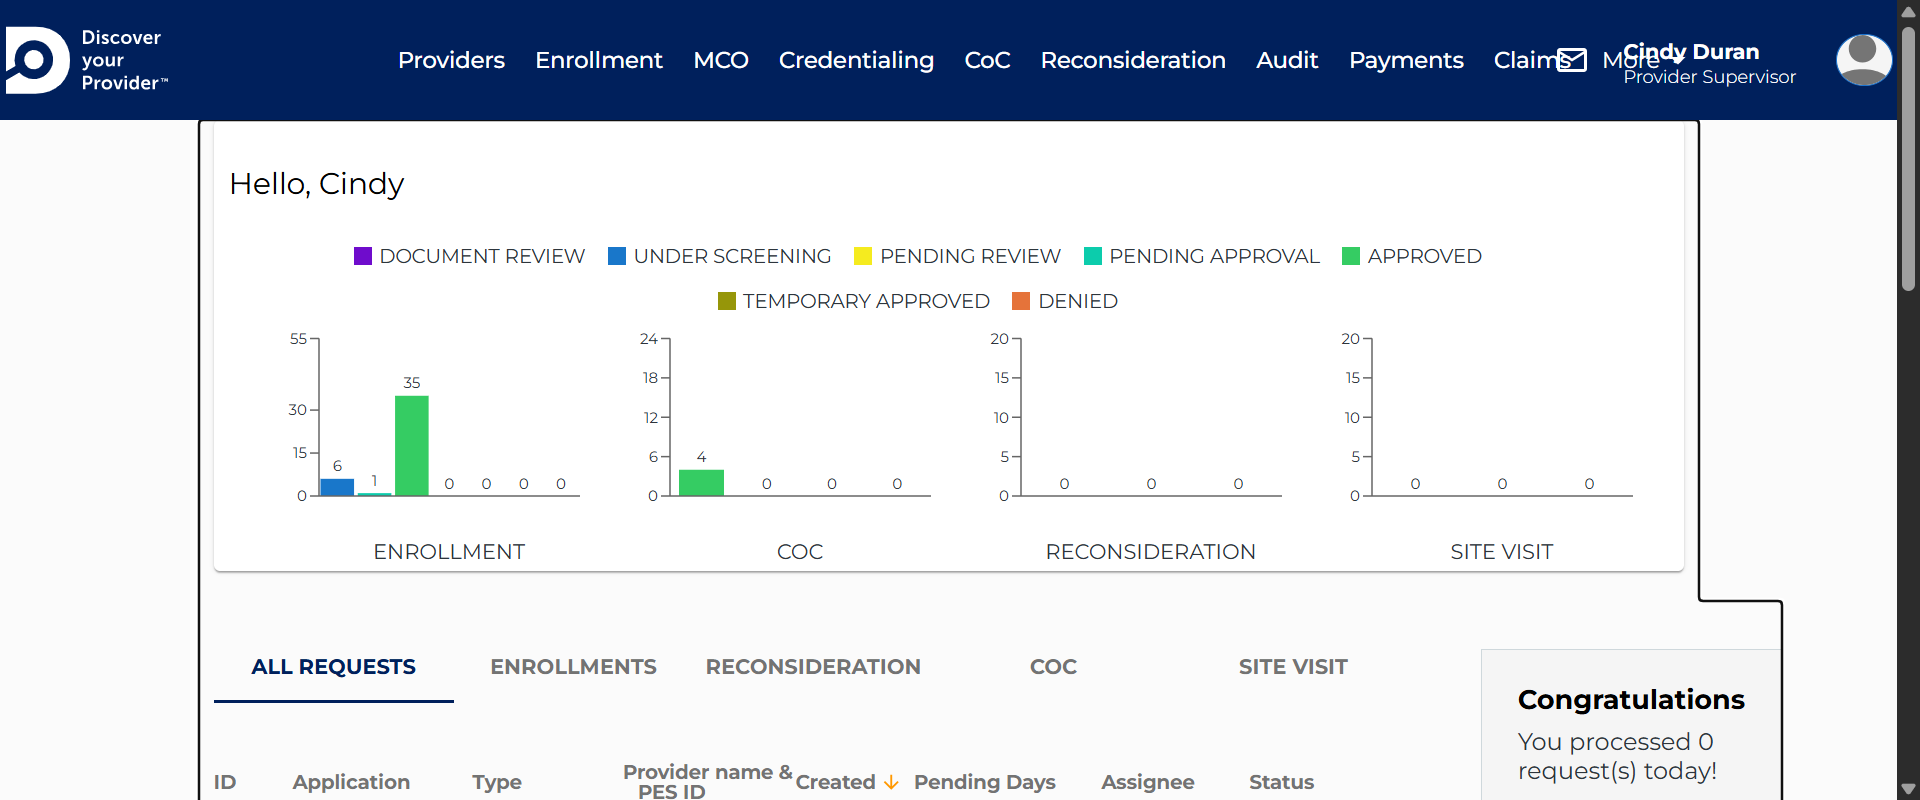 Discover
your
Provider™
Providers Enrollment MCO Credentialing CoC Reconsideration Audit Payments Claims More
Cindy Duran
Provider Supervisor
Hello, Cindy
DOCUMENT REVIEW UNDER SCREENING PENDING REVIEW PENDING APPROVAL APPROVED
TEMPORARY APPROVED DENIED
55
30
15
0
6 1 35 0 0 0 0
ENROLLMENT
24
18
12
6
0
4 0 0 0
COC
20
15
10
5
0
0 0 0
RECONSIDERATION
20
15
10
5
0
0 0 0
SITE VISIT
ALL REQUESTS ENROLLMENTS RECONSIDERATION COC SITE VISIT
ID Application Type Provider name & PES ID Created Pending Days Assignee Status
Congratulations
You processed 0
request(s) today!